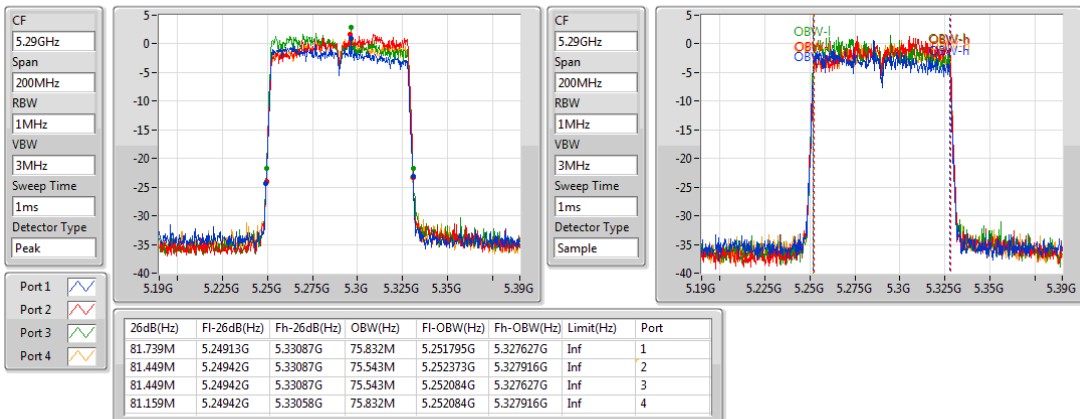 CF
5.29GHz
Span
200MHz
RBW
1MHz
VBW
3MHz
Sweep Time
1ms
Detector Type
Peak
5
0
-5
-10
-15
-20
-25
-30
-35
-40
5.19G 5.225G 5.25G 5.275G 5.3G 5.325G 5.35G 5.39G
CF
5.29GHz
Span
200MHz
RBW
1MHz
VBW
3MHz
Sweep Time
1ms
Detector Type
Sample
5
0
-5
-10
-15
-20
-25
-30
-35
-40
OBW-l
OBW-h
5.19G 5.225G 5.25G 5.275G 5.3G 5.325G 5.35G 5.39G
Port 1
Port 2
Port 3
Port 4
26dB(Hz) Fl-26dB(Hz) Fh-26dB(Hz) OBW(Hz) Fl-OBW(Hz) Fh-OBW(Hz) Limit(Hz) Port
81.739M 5.24913G 5.33087G 75.832M 5.251795G 5.327627G Inf 1
81.449M 5.24942G 5.33087G 75.543M 5.252373G 5.327916G Inf 2
81.449M 5.24942G 5.33087G 75.543M 5.252084G 5.327627G Inf 3
81.159M 5.24942G 5.33058G 75.832M 5.252084G 5.327916G Inf 4